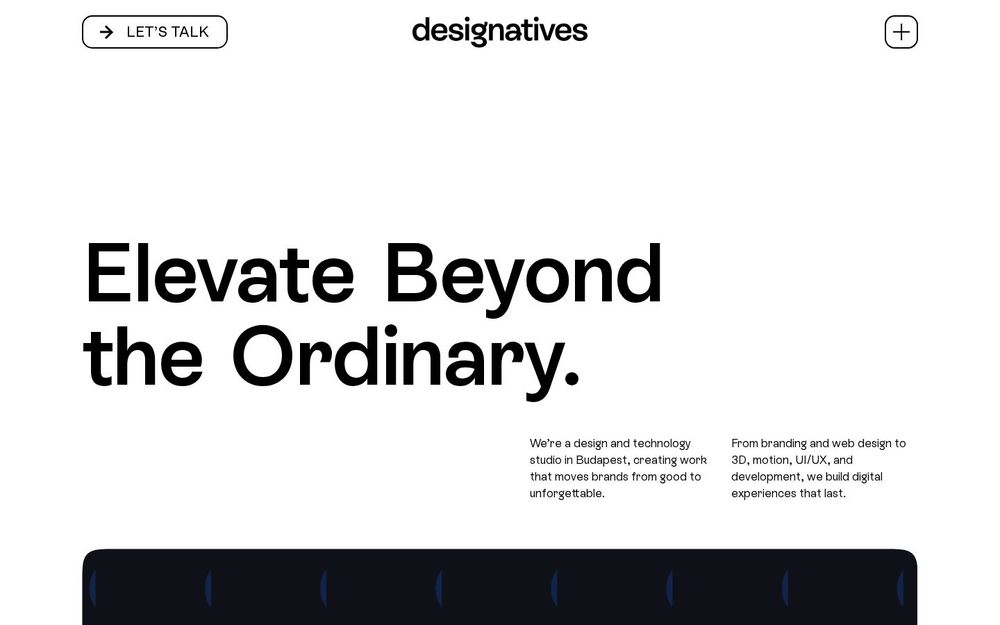 LET’S TALK
designatives
Elevate Beyond
the Ordinary.
We’re a design and technology
studio in Budapest, creating work
that moves brands from good to
unforgettable.
From branding and web design to
3D, motion, UI/UX, and
development, we build digital
experiences that last.